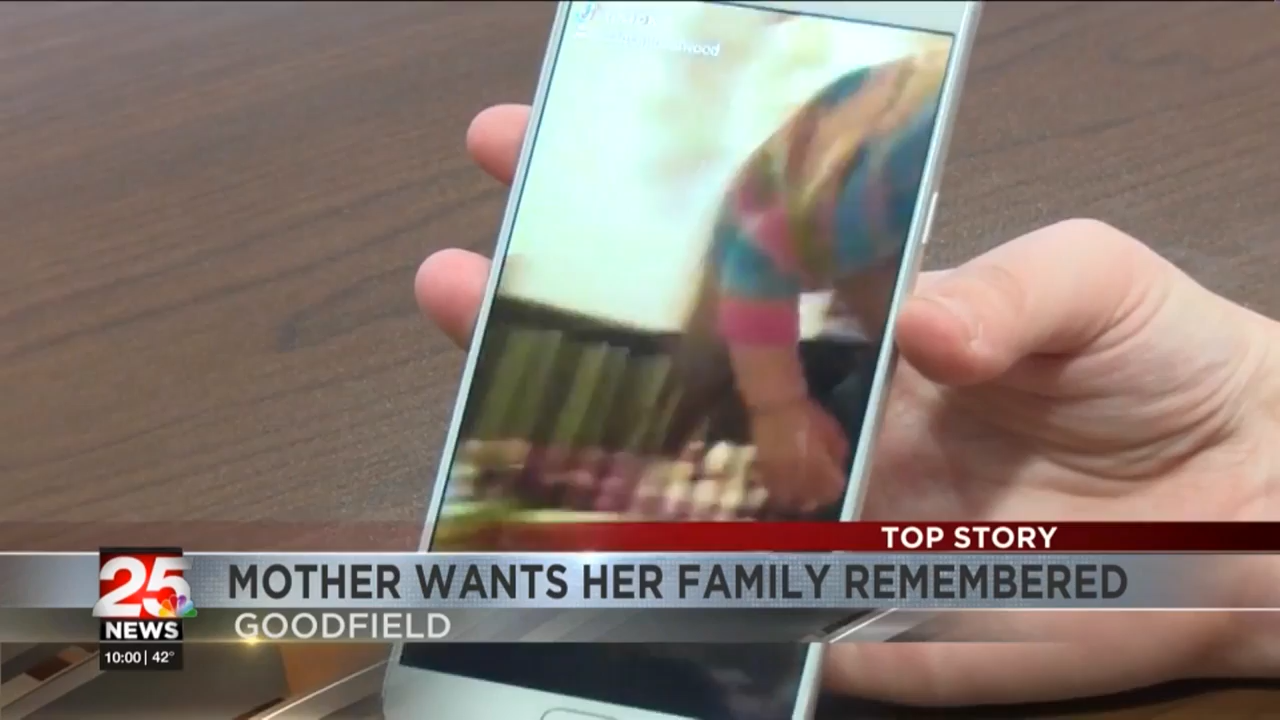 TOP STORY
MOTHER WANTS HER FAMILY REMEMBERED
GOODFIELD
25
NEWS
10:00 | 42°